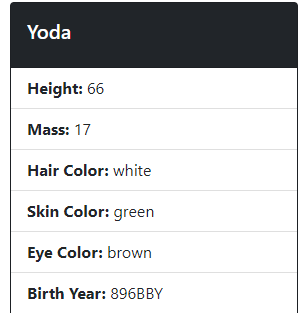 Yoda
Height: 66
Mass: 17
Hair Color: white
Skin Color: green
Eye Color: brown
Birth Year: 896BBY